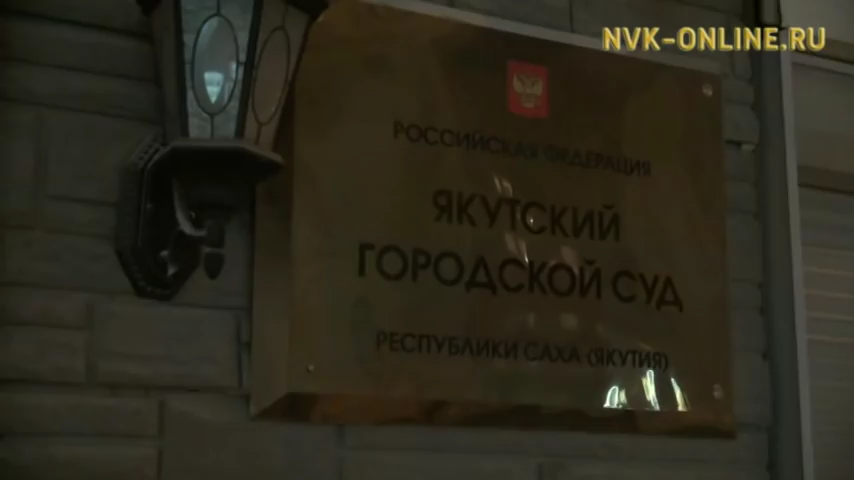 NVK-ONLINE.RU
РОССИЙСКАЯ ФЕДЕРАЦИЯ
ЯКУТСКИЙ
ГОРОДСКОЙ СУД
РЕСПУБЛИКИ САХА (ЯКУТИЯ)